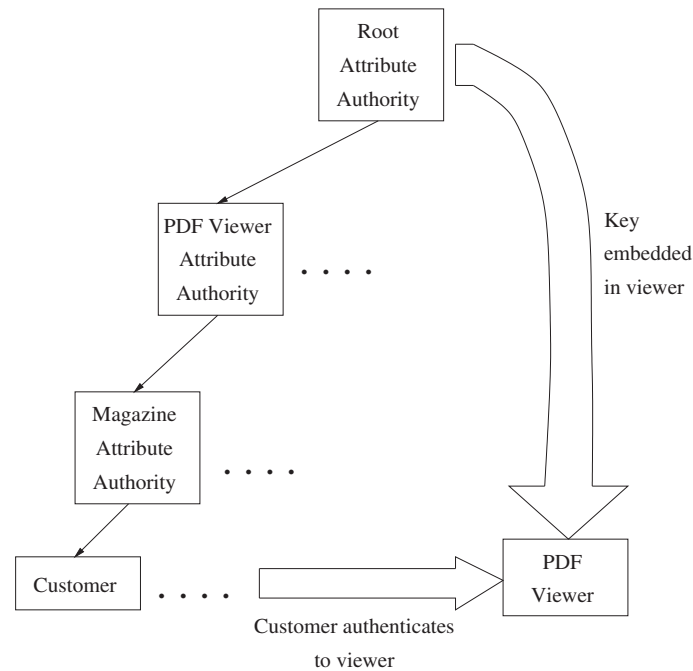 Root
Attribute
Authority
PDF Viewer
Attribute
Authority
. . . .
Key
embedded
in viewer
Magazine
Attribute
Authority
. . . .
Customer
. . . .
PDF
Viewer
Customer authenticates
to viewer